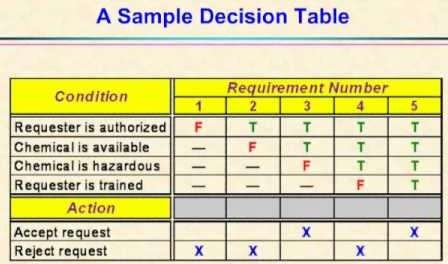 A Sample Decision Table
Condition Requirement Number
1 2 3 4 5
Requester is authorized F T T T T
Chemical is available — F T T T
Chemical is hazardous — — F T T
Requester is trained — — — F T
Action
Accept request X X
Reject request X X X